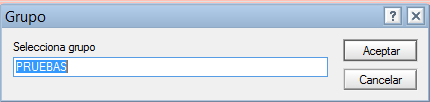 Grupo
Selecciona grupo
PRUEBAS
Aceptar
Cancelar